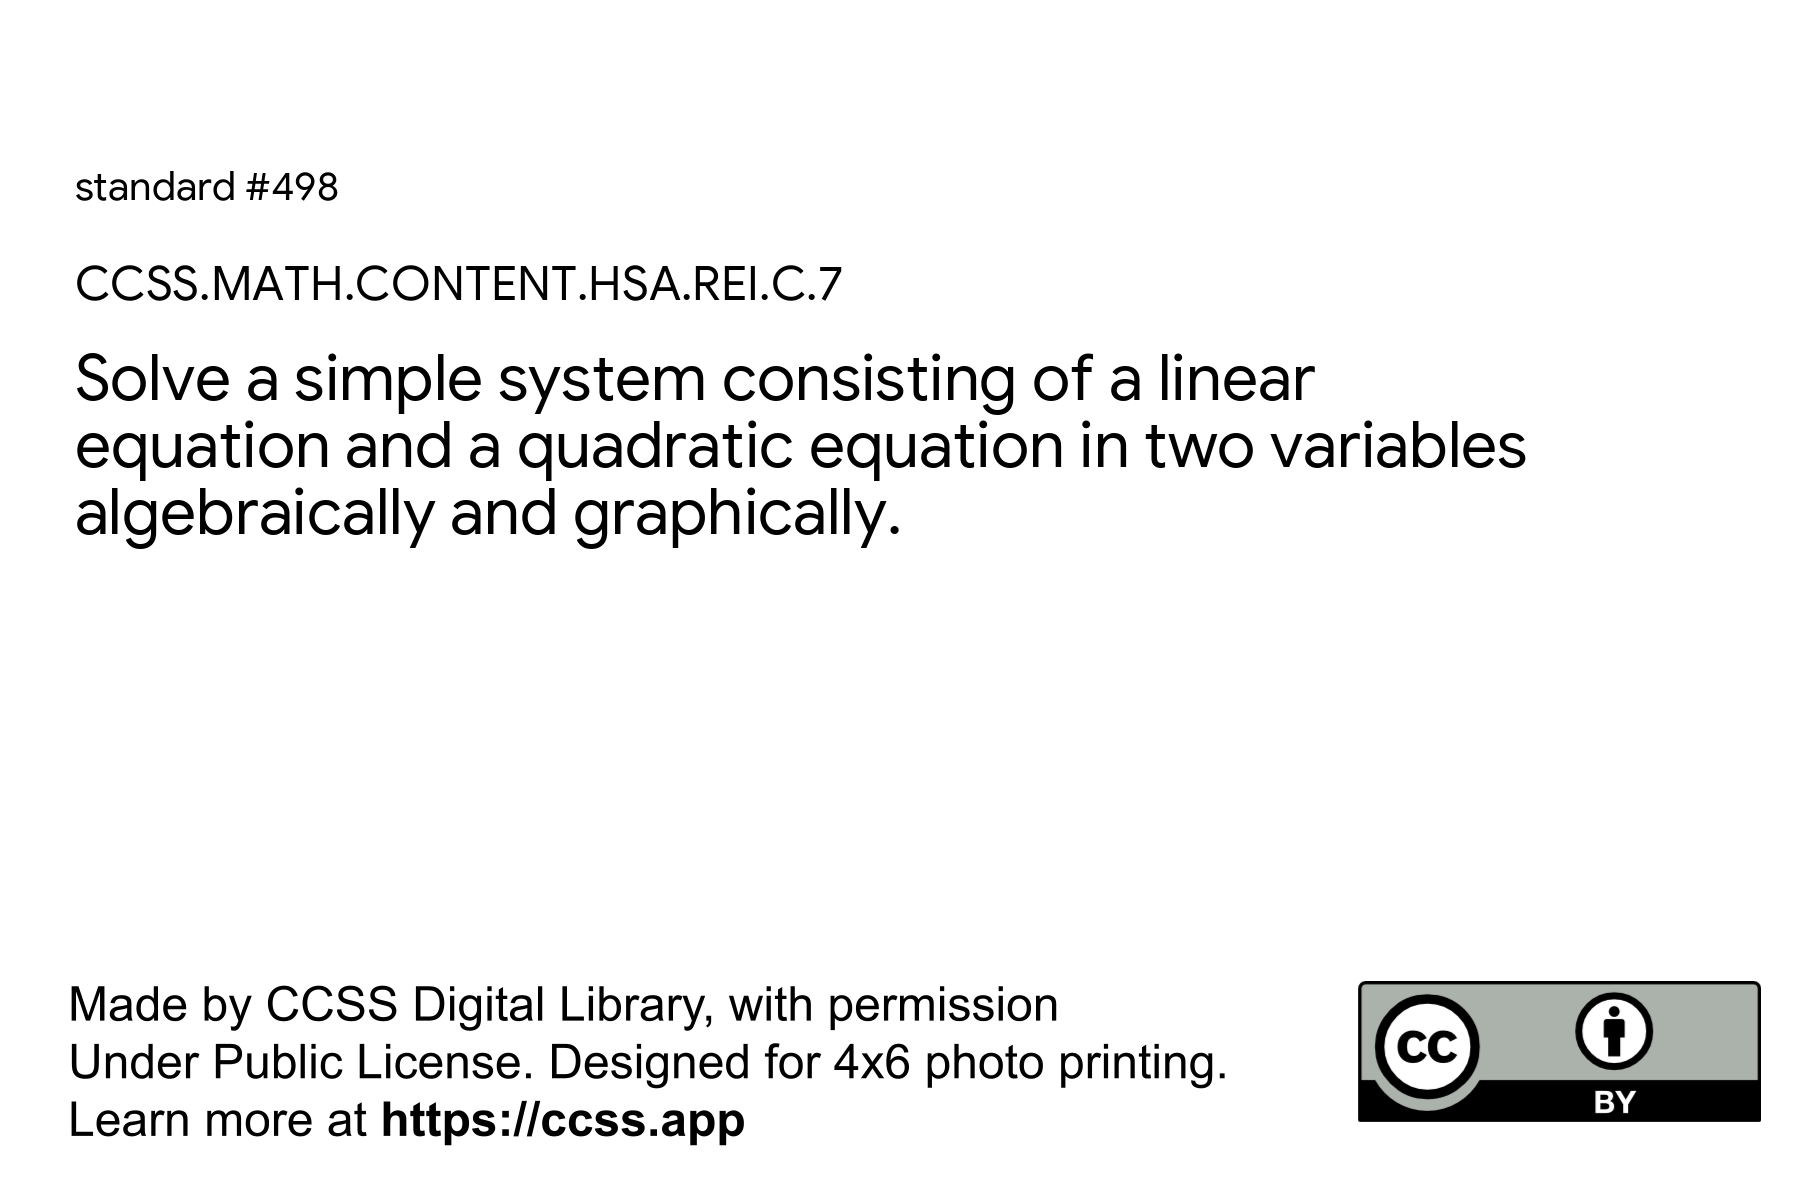 standard #498
CCSS.MATH.CONTENT.HSA.REI.C.7
Solve a simple system consisting of a linear
equation and a quadratic equation in two variables
algebraically and graphically.
Made by CCSS Digital Library, with permission
Under Public License. Designed for 4x6 photo printing.
Learn more at https://ccss.app
CC
BY